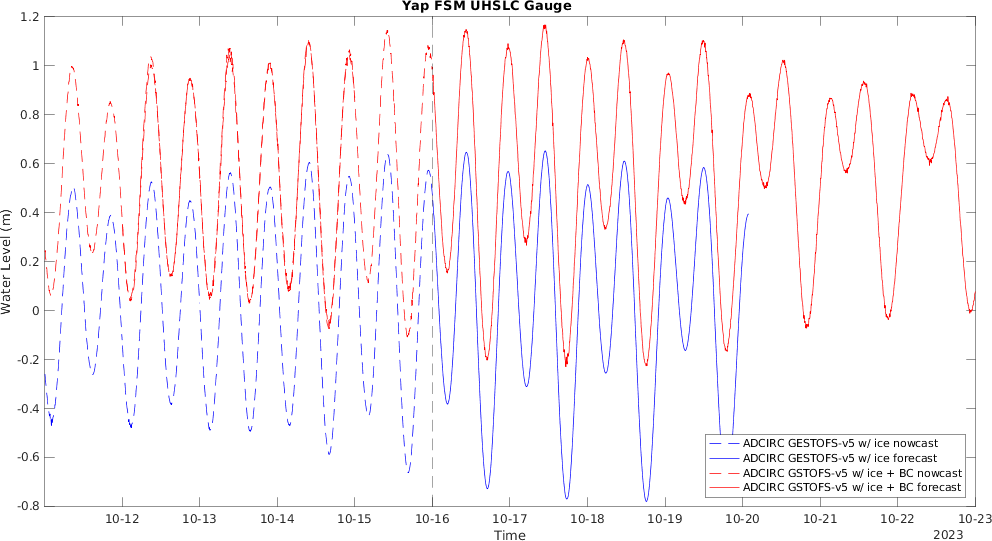 Yap FSM UHSLC Gauge
1.2
1
0.8
0.6
0.4
0.2
0
-0.2
-0.4
-0.6
-0.8
Water Level (m)
10-12 10-13 10-14 10-15 10-16 10-17 10-18 10-19 10-20 10-21 10-22 10-23
2023
Time
ADCIRC GESTOFS-v5 w/ ice nowcast
ADCIRC GESTOFS-v5 w/ ice forecast
ADCIRC GSTOFS-v5 w/ ice + BC nowcast
ADCIRC GSTOFS-v5 w/ ice + BC forecast